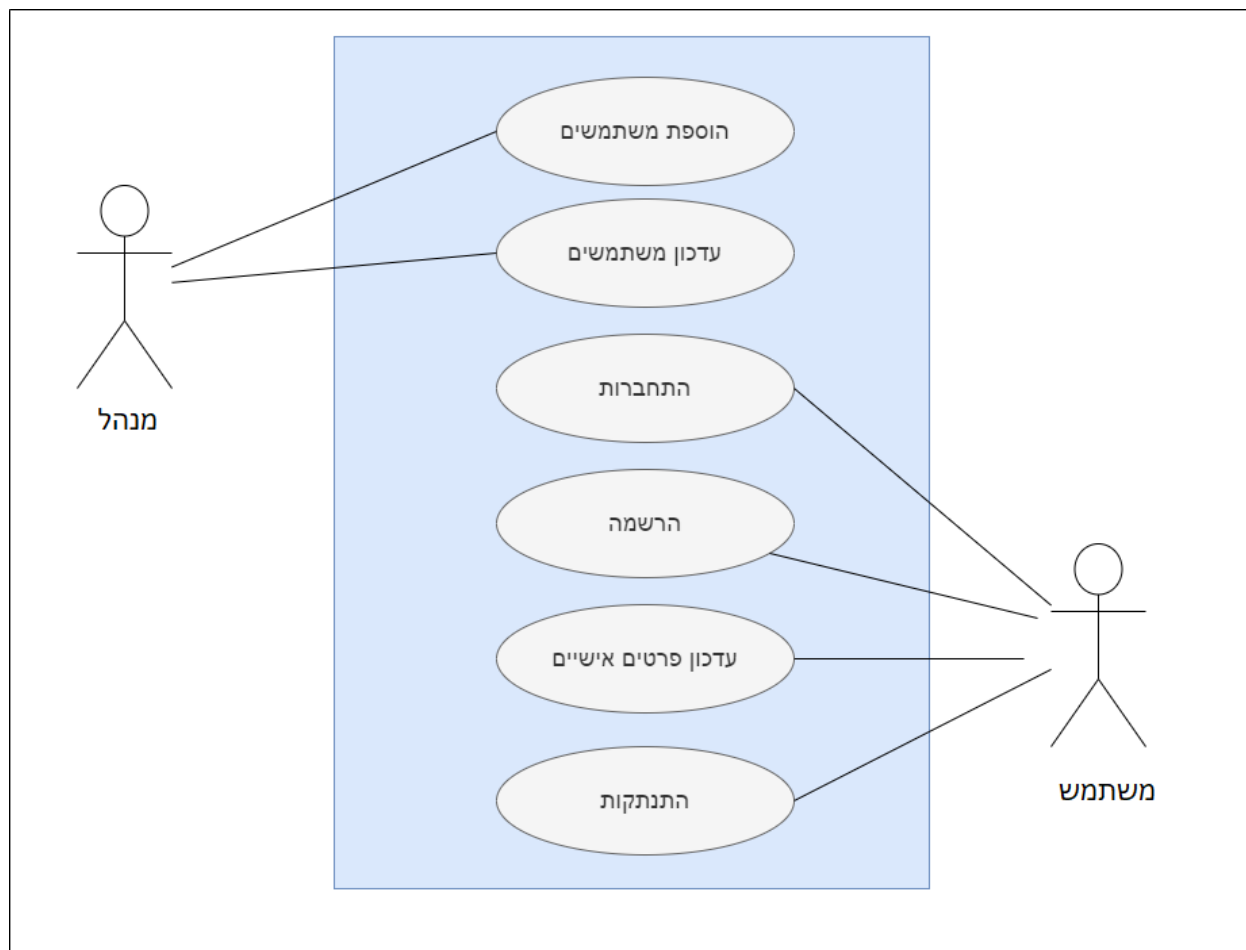 הוספת משתמשים
עדכון משתמשים
מנהל
התחברות
הרשמה
עדכון פרטים אישיים
התנתקות
משתמש